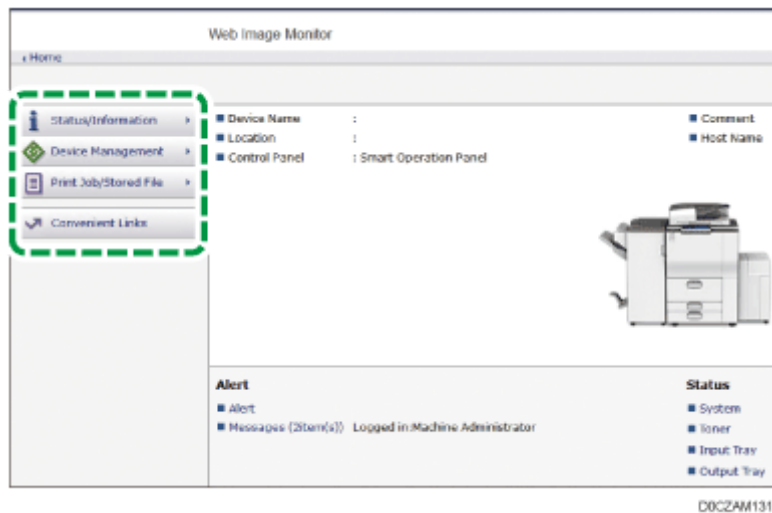 Web Image Monitor
Home
Status/Information
Device Management
Print Job/Stored File
Convenient Links
Device Name :
Location :
Control Panel : Smart Operation Panel
Comment
Host Name
Alert
Alert
Messages (2item(s)) Logged in:Machine Administrator
Status
System
Toner
Input Tray
Output Tray
D0CZAM131